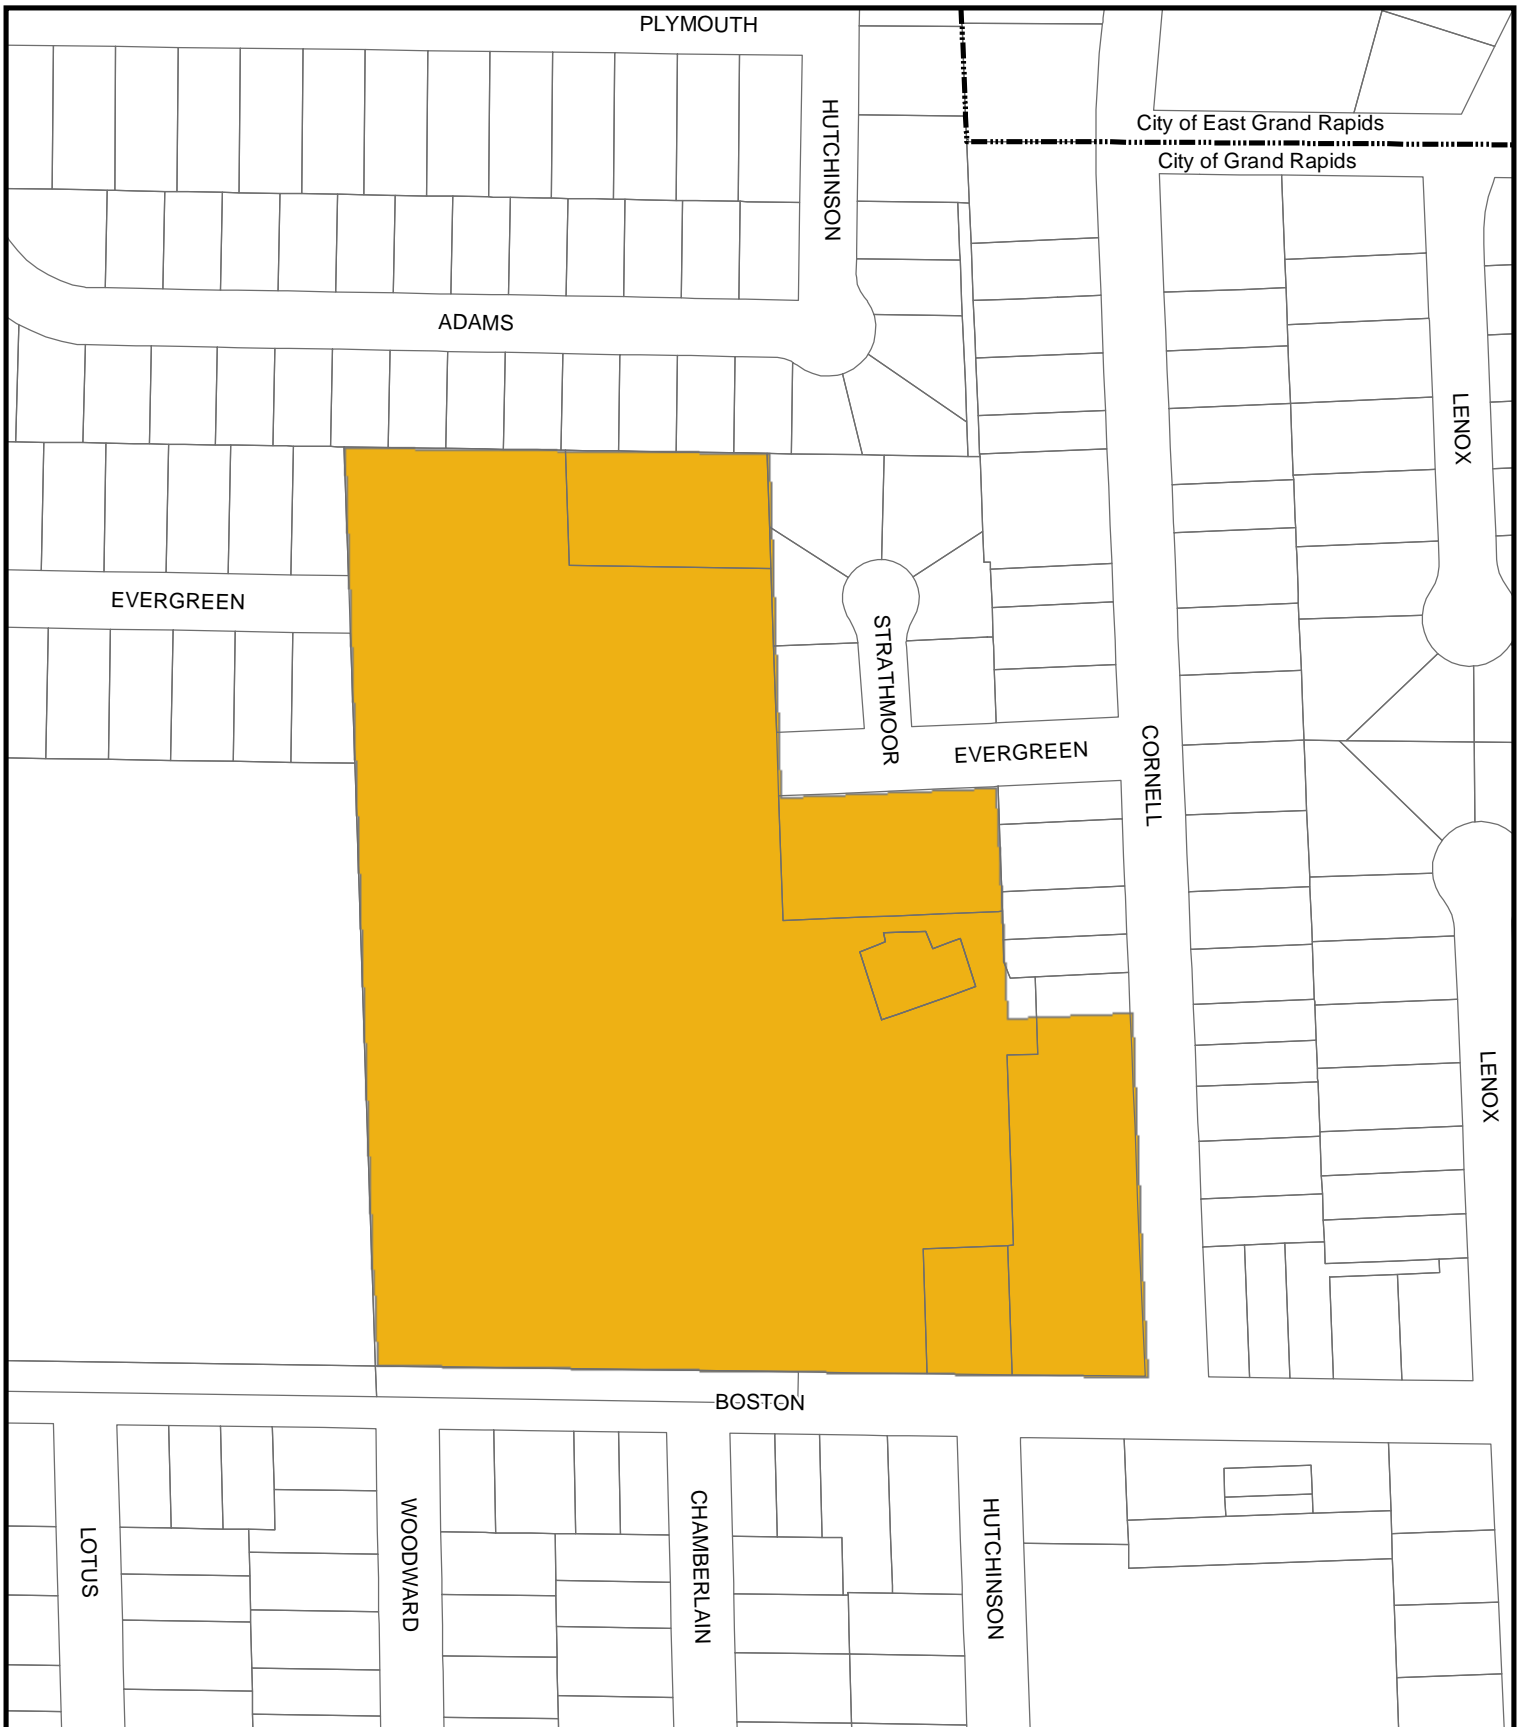 PLYMOUTH
HUTCHINSON
City of East Grand Rapids
City of Grand Rapids
ADAMS
LENOX
EVERGREEN
STRATHMOOR
EVERGREEN
CORNELL
LENOX
BOSTON
LOTUS
WOODWARD
CHAMBERLAIN
HUTCHINSON